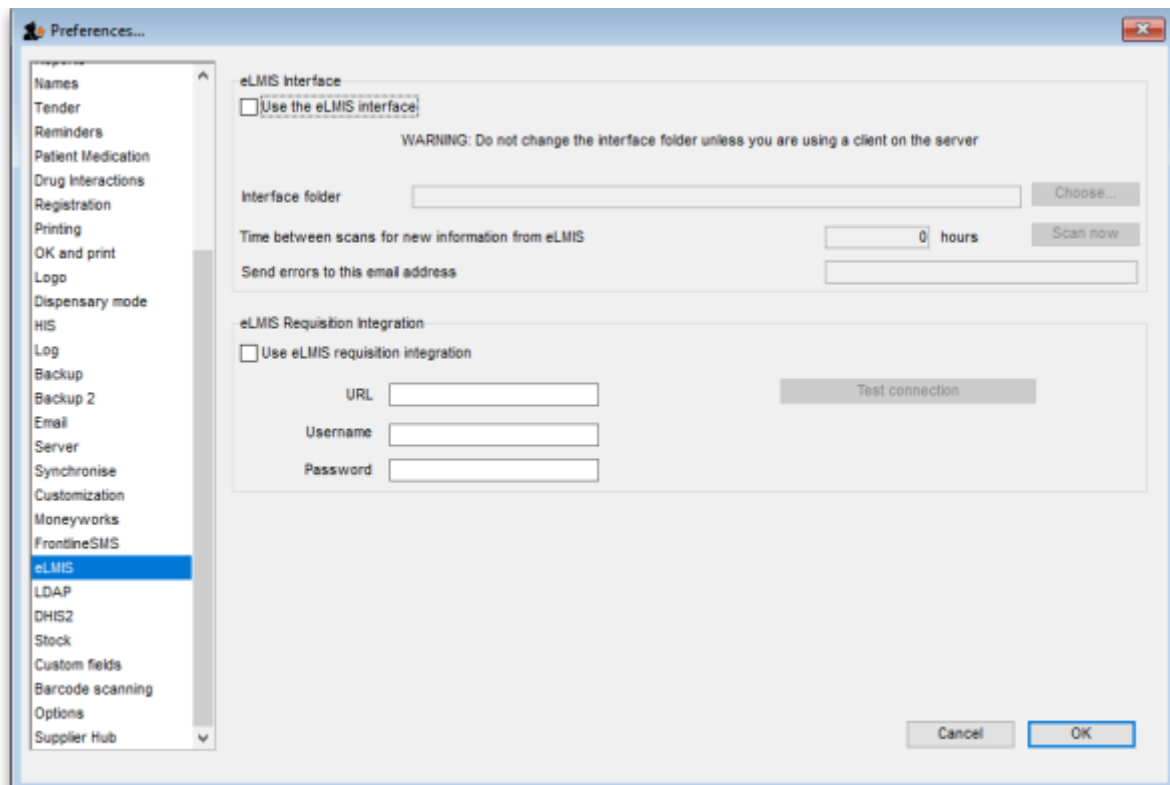 Preferences...
Names
Tender
Reminders
Patient Medication
Drug Interactions
Registration
Printing
OK and print
Logo
Dispensary mode
HIS
Log
Backup
Backup 2
Email
Server
Synchronise
Customization
Moneyworks
FrontlineSMS
eLMIS
LDAP
DHIS2
Stock
Custom fields
Barcode scanning
Options
Supplier Hub
eLMIS Interface
Use the eLMIS interface
WARNING: Do not change the interface folder unless you are using a client on the server
Interface folder Choose...
Time between scans for new information from eLMIS 0 hours Scan now
Send errors to this email address
eLMIS Requisition Integration
Use eLMIS requisition integration
URL Test connection
Username
Password
Cancel OK